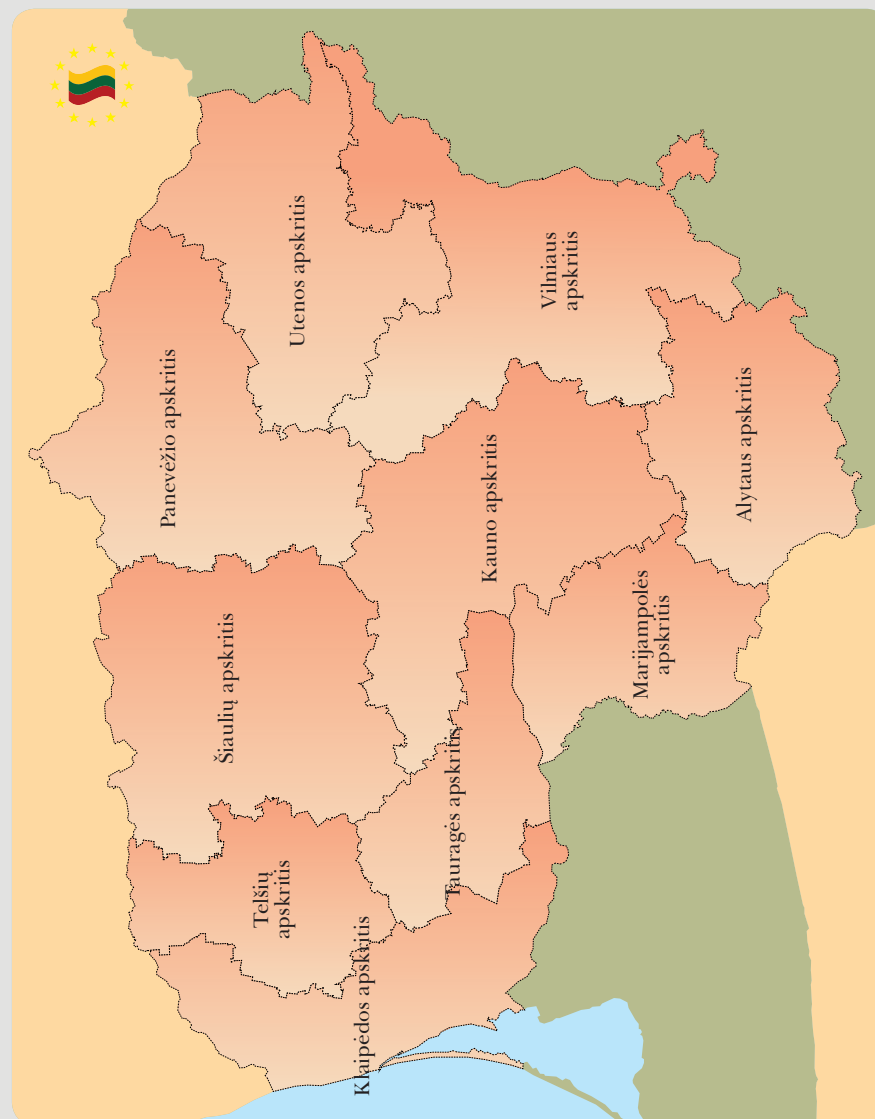 Klaipėdos apskritis
Telšių
apskritis
Šiaulių apskritis
Panevėžio apskritis
Tauragės apskritis
Kauno apskritis
Utenos apskritis
Marijampolės
apskritis
Vilniaus
apskritis
Alytaus apskritis